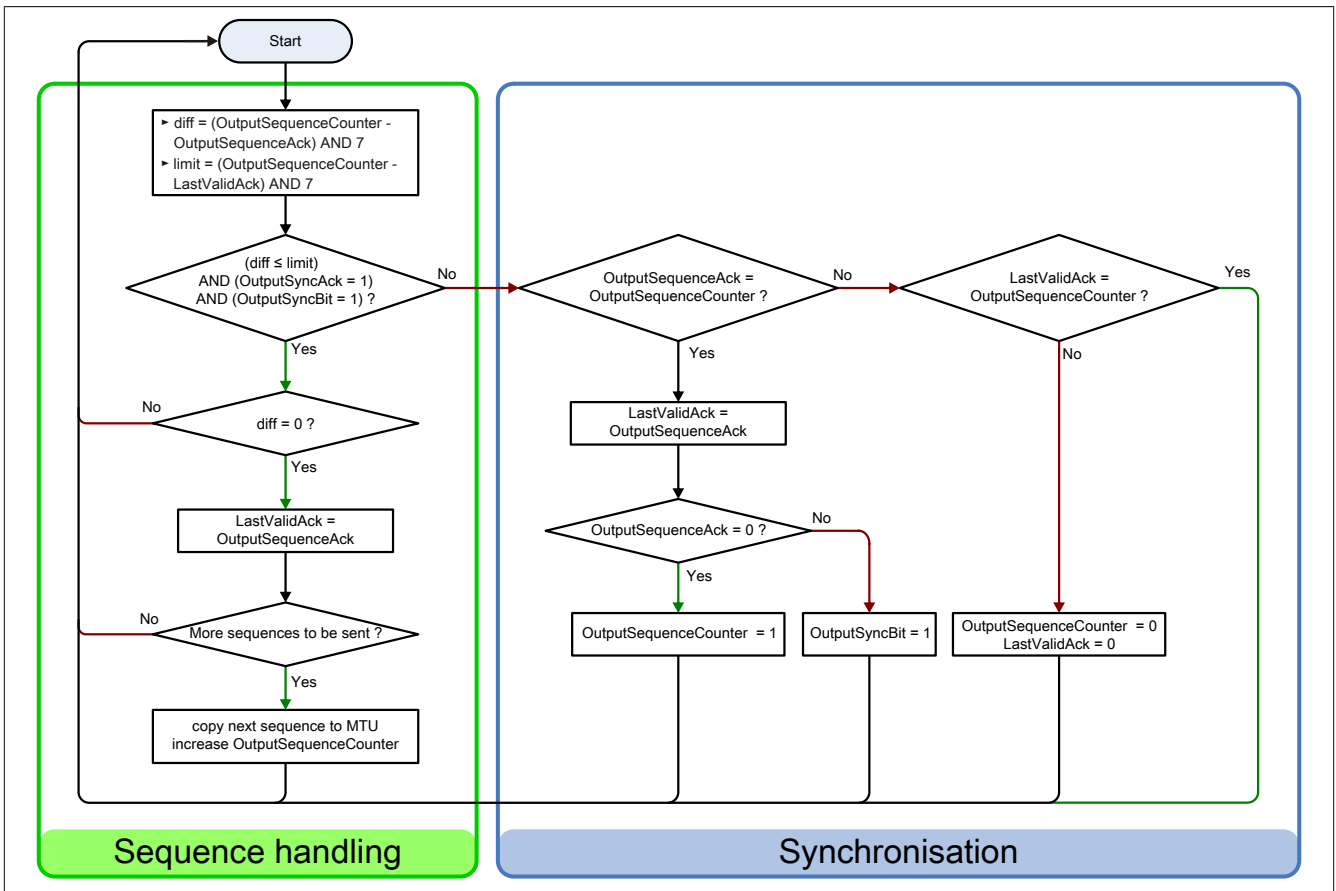 Start
► diff = (OutputSequenceCounter -
OutputSequenceAck) AND 7
► limit = (OutputSequenceCounter -
LastValidAck) AND 7
(diff ≤ limit)
AND (OutputSyncAck = 1)
AND (OutputSyncBit = 1) ?
No
Yes
diff = 0 ?
No
Yes
LastValidAck =
OutputSequenceAck
More sequences to be sent ?
No
Yes
copy next sequence to MTU
increase OutputSequenceCounter
Sequence handling
OutputSequenceAck =
OutputSequenceCounter ?
No
Yes
LastValidAck =
OutputSequenceAck
OutputSequenceAck = 0 ?
No
Yes
OutputSequenceCounter = 1
OutputSyncBit = 1
LastValidAck =
OutputSequenceCounter ?
Yes
No
OutputSequenceCounter = 0
LastValidAck = 0
Synchronisation